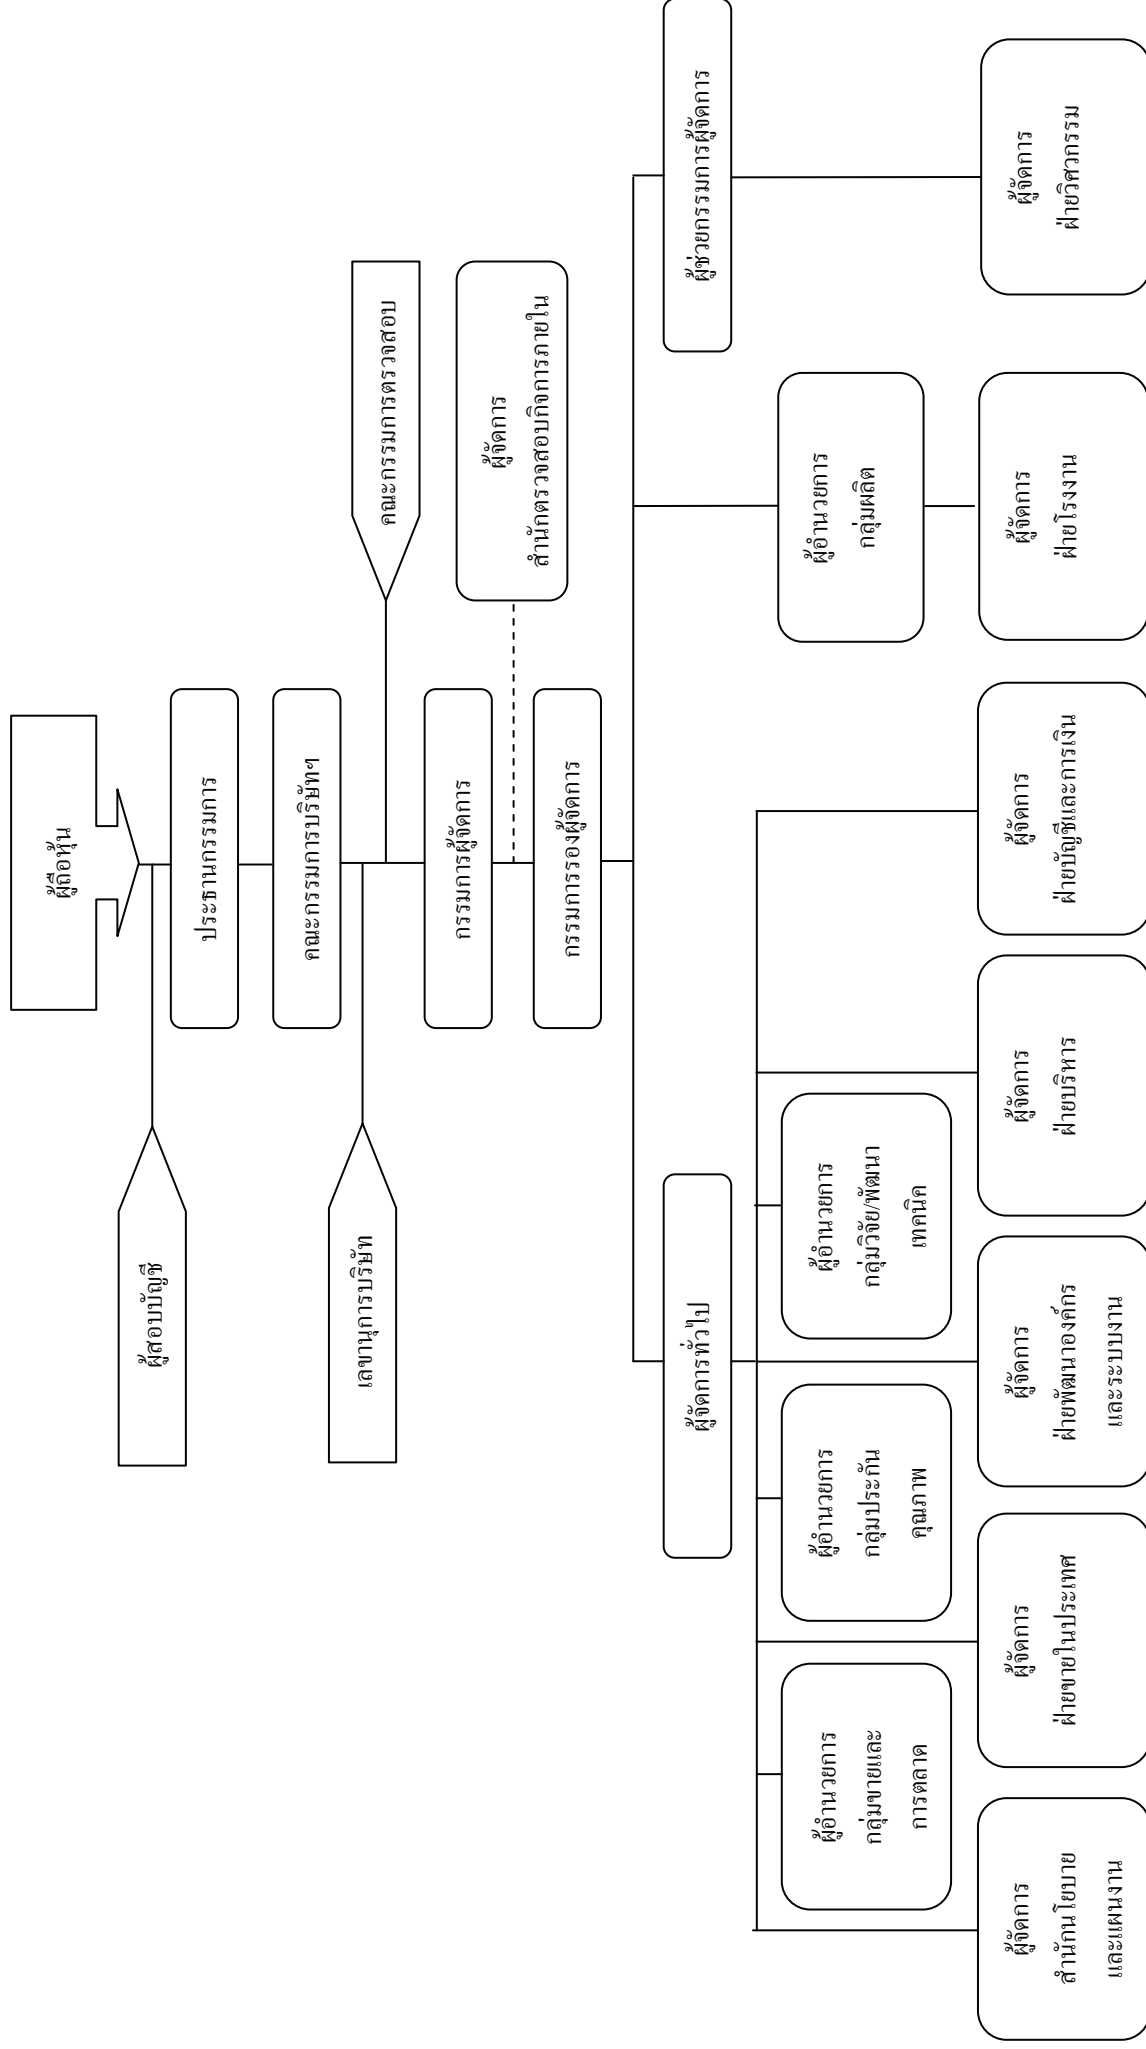 ผู้ถือหุ้น
ผู้สอบบัญชี
ประธานกรรมการ
คณะกรรมการบริษัทฯ
เลขานุการบริษัท
คณะกรรมการตรวจสอบ
กรรมการผู้จัดการ
ผู้จัดการ
สำนักตรวจสอบกิจการภายใน
กรรมการรองผู้จัดการ
ผู้จัดการทั่วไป
ผู้ช่วยกรรมการผู้จัดการ
ผู้อำนวยการ
กลุ่มขายและ
การตลาด
ผู้อำนวยการ
กลุ่มประกัน
คุณภาพ
ผู้อำนวยการ
กลุ่มวิจัย/พัฒนา
เทคนิค
ผู้อำนวยการ
กลุ่มผลิต
ผู้จัดการ
สำนักนโยบาย
และแผนงาน
ผู้จัดการ
ฝ่ายขายในประเทศ
ผู้จัดการ
ฝ่ายพัฒนาองค์กร
และระบบงาน
ผู้จัดการ
ฝ่ายบริหาร
ผู้จัดการ
ฝ่ายบัญชีและการเงิน
ผู้จัดการ
ฝ่ายโรงงาน
ผู้จัดการ
ฝ่ายวิศวกรรม